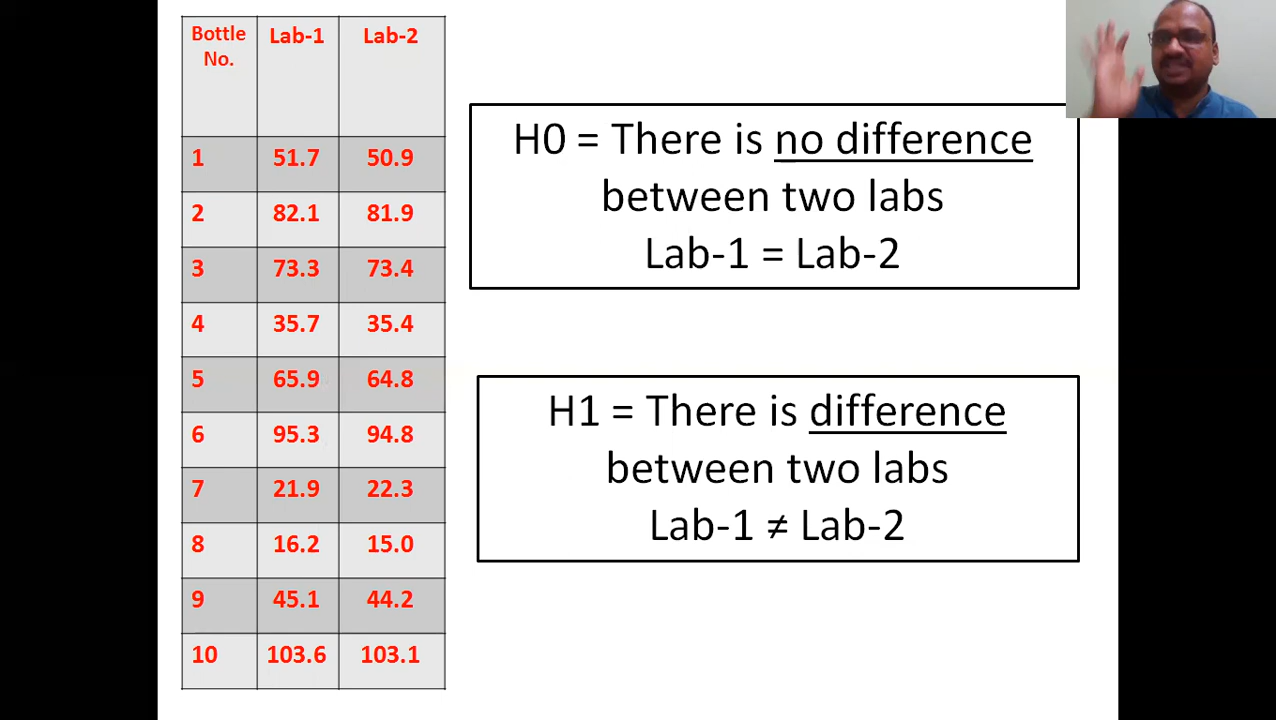 Bottle No. Lab-1 Lab-2
1 51.7 50.9
2 82.1 81.9
3 73.3 73.4
4 35.7 35.4
5 65.9 64.8
6 95.3 94.8
7 21.9 22.3
8 16.2 15.0
9 45.1 44.2
10 103.6 103.1
H0 = There is no difference
between two labs
Lab-1 = Lab-2
H1 = There is difference
between two labs
Lab-1 ≠ Lab-2